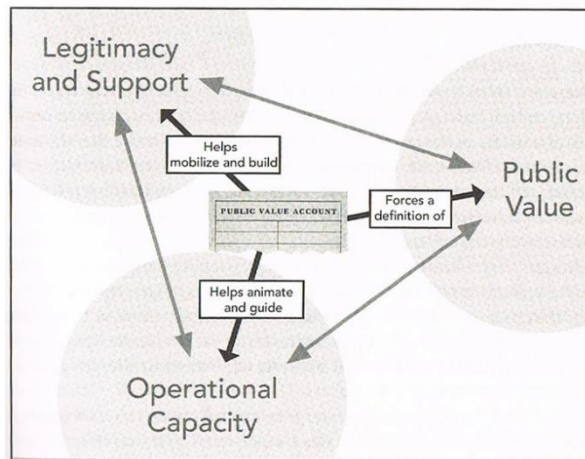 Legitimacy
and Support
Helps
mobilize and build
Public
Value
Forces a
definition of
PUBLIC VALUE ACCOUNT
Helps animate
and guide
Operational
Capacity